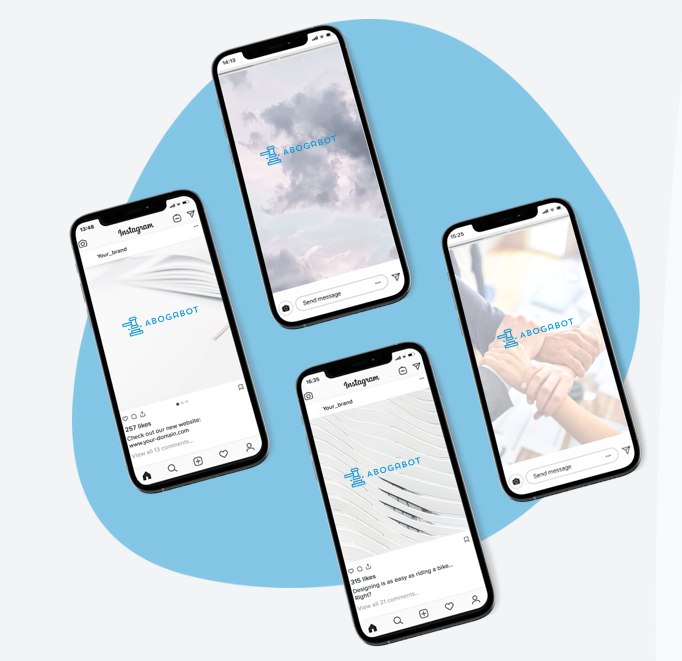 16:13
ABOGABOT
Send message
13:48
Instagram
Your_brand
ABOGABOT
257 likes
Check out our new website:
www.your-domain.com
View all 13 comments...
15:25
ABOGABOT
Send message
16:35
Instagram
Your_brand
ABOGABOT
315 likes
Designing is as easy as riding a bike...
Right?
View all 21 comments...